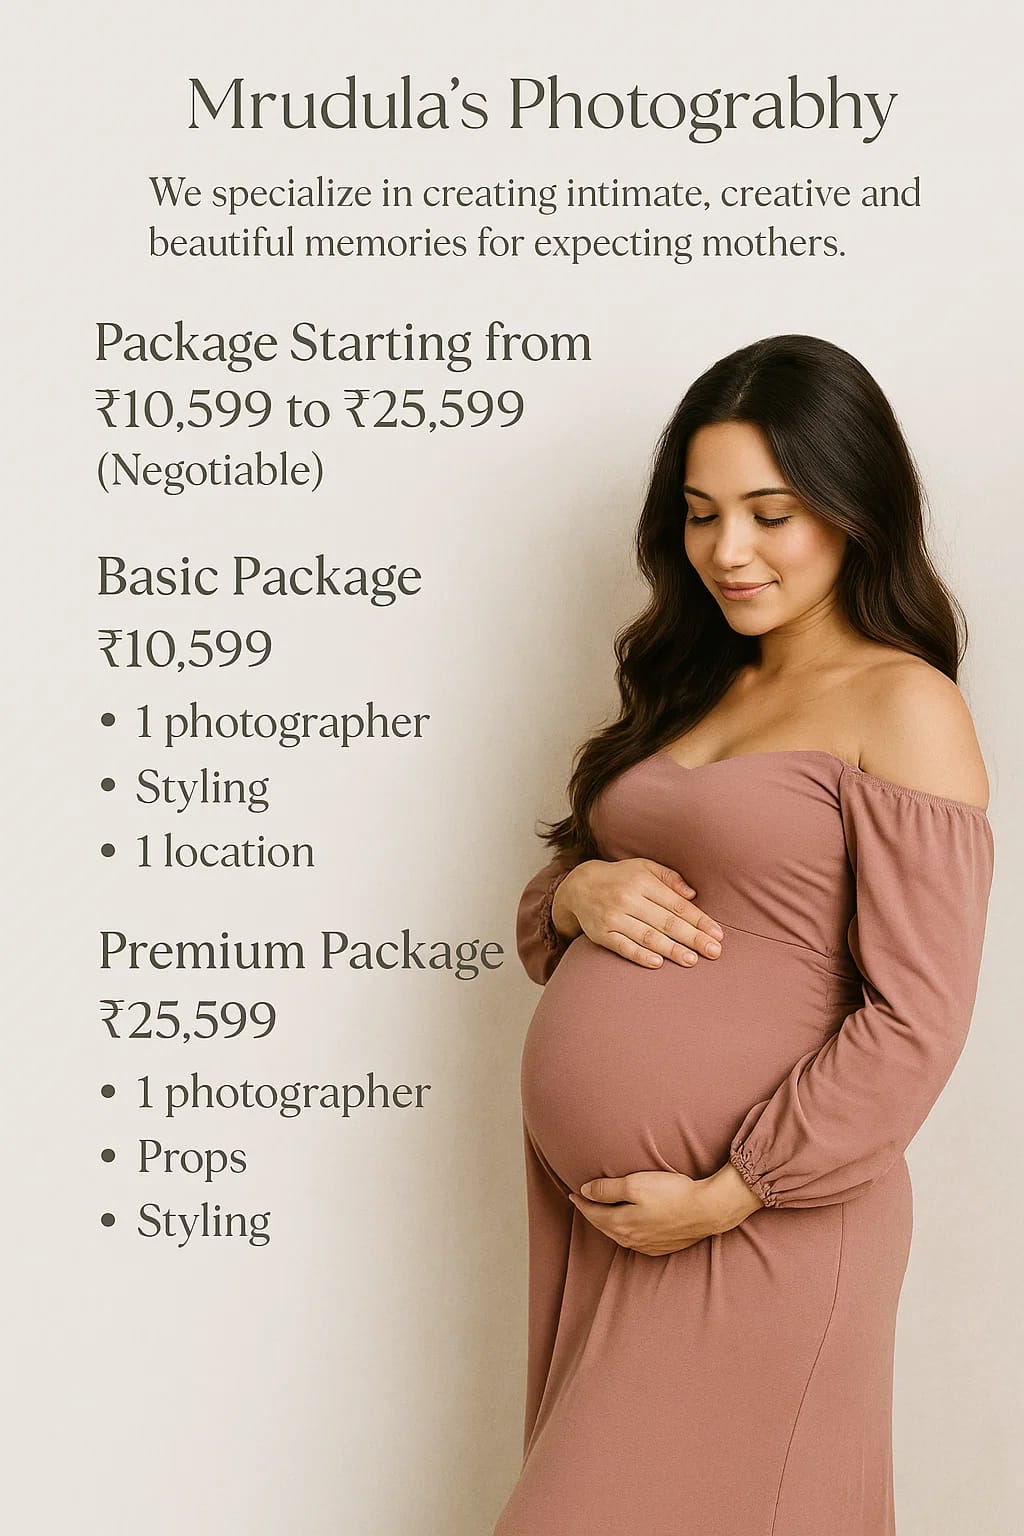 Mrudula’s Photograbhy
We specialize in creating intimate, creative and
beautiful memories for expecting mothers.
Package Starting from
₹10,599 to ₹25,599
(Negotiable)
Basic Package
₹10,599
• 1 photographer
• Styling
• 1 location
Premium Package
₹25,599
• 1 photographer
• Props
• Styling